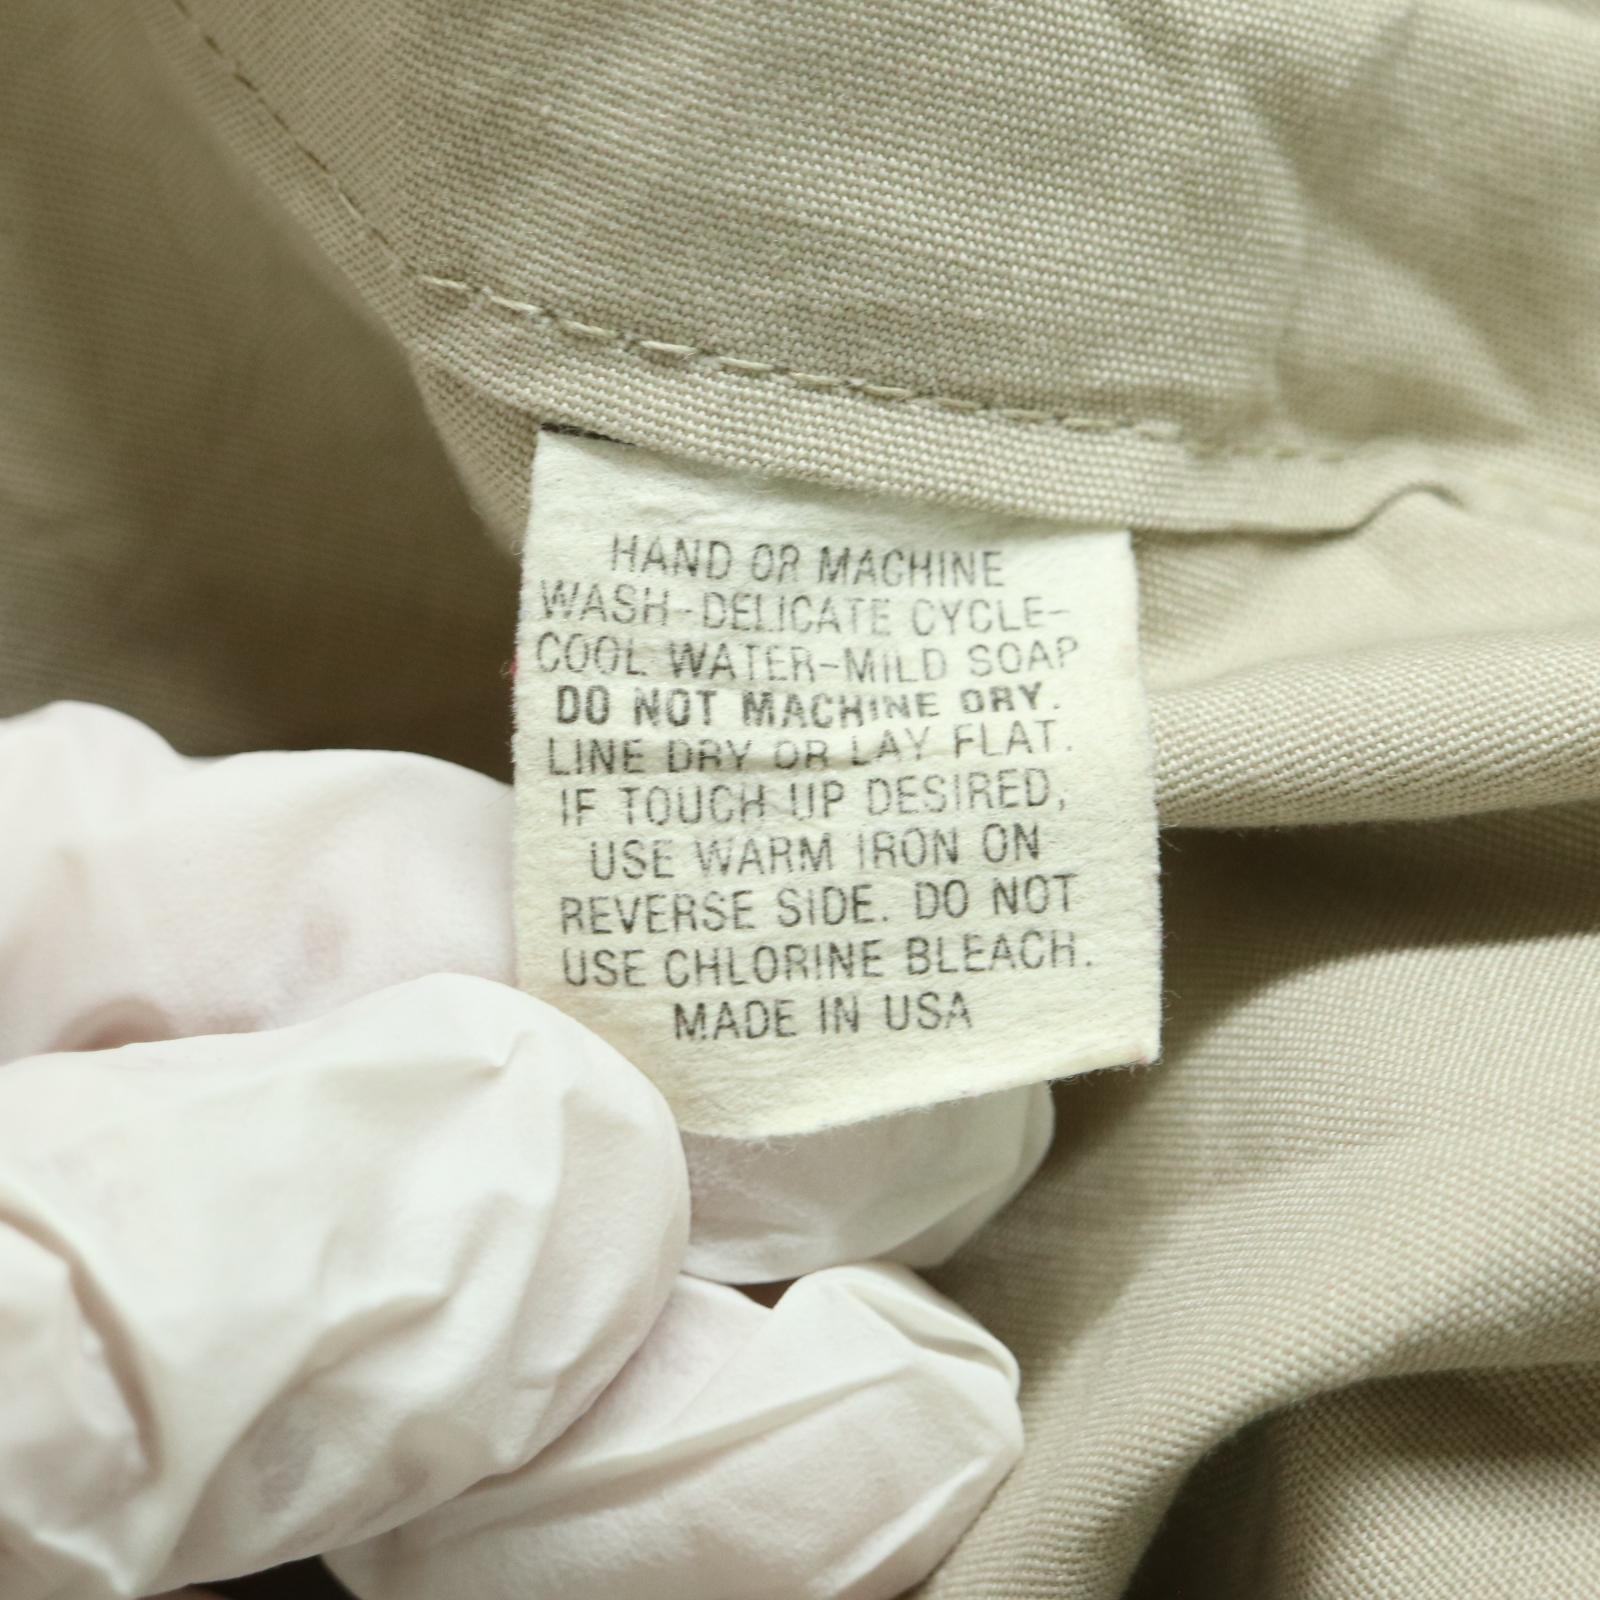 HAND OR MACHINE
WASH-DELICATE CYCLE-
COOL WATER-MILD SOAP
DO NOT MACHINE DRY.
LINE DRY OR LAY FLAT.
IF TOUCH UP DESIRED,
USE WARM IRON ON
REVERSE SIDE. DO NOT
USE CHLORINE BLEACH.
MADE IN USA